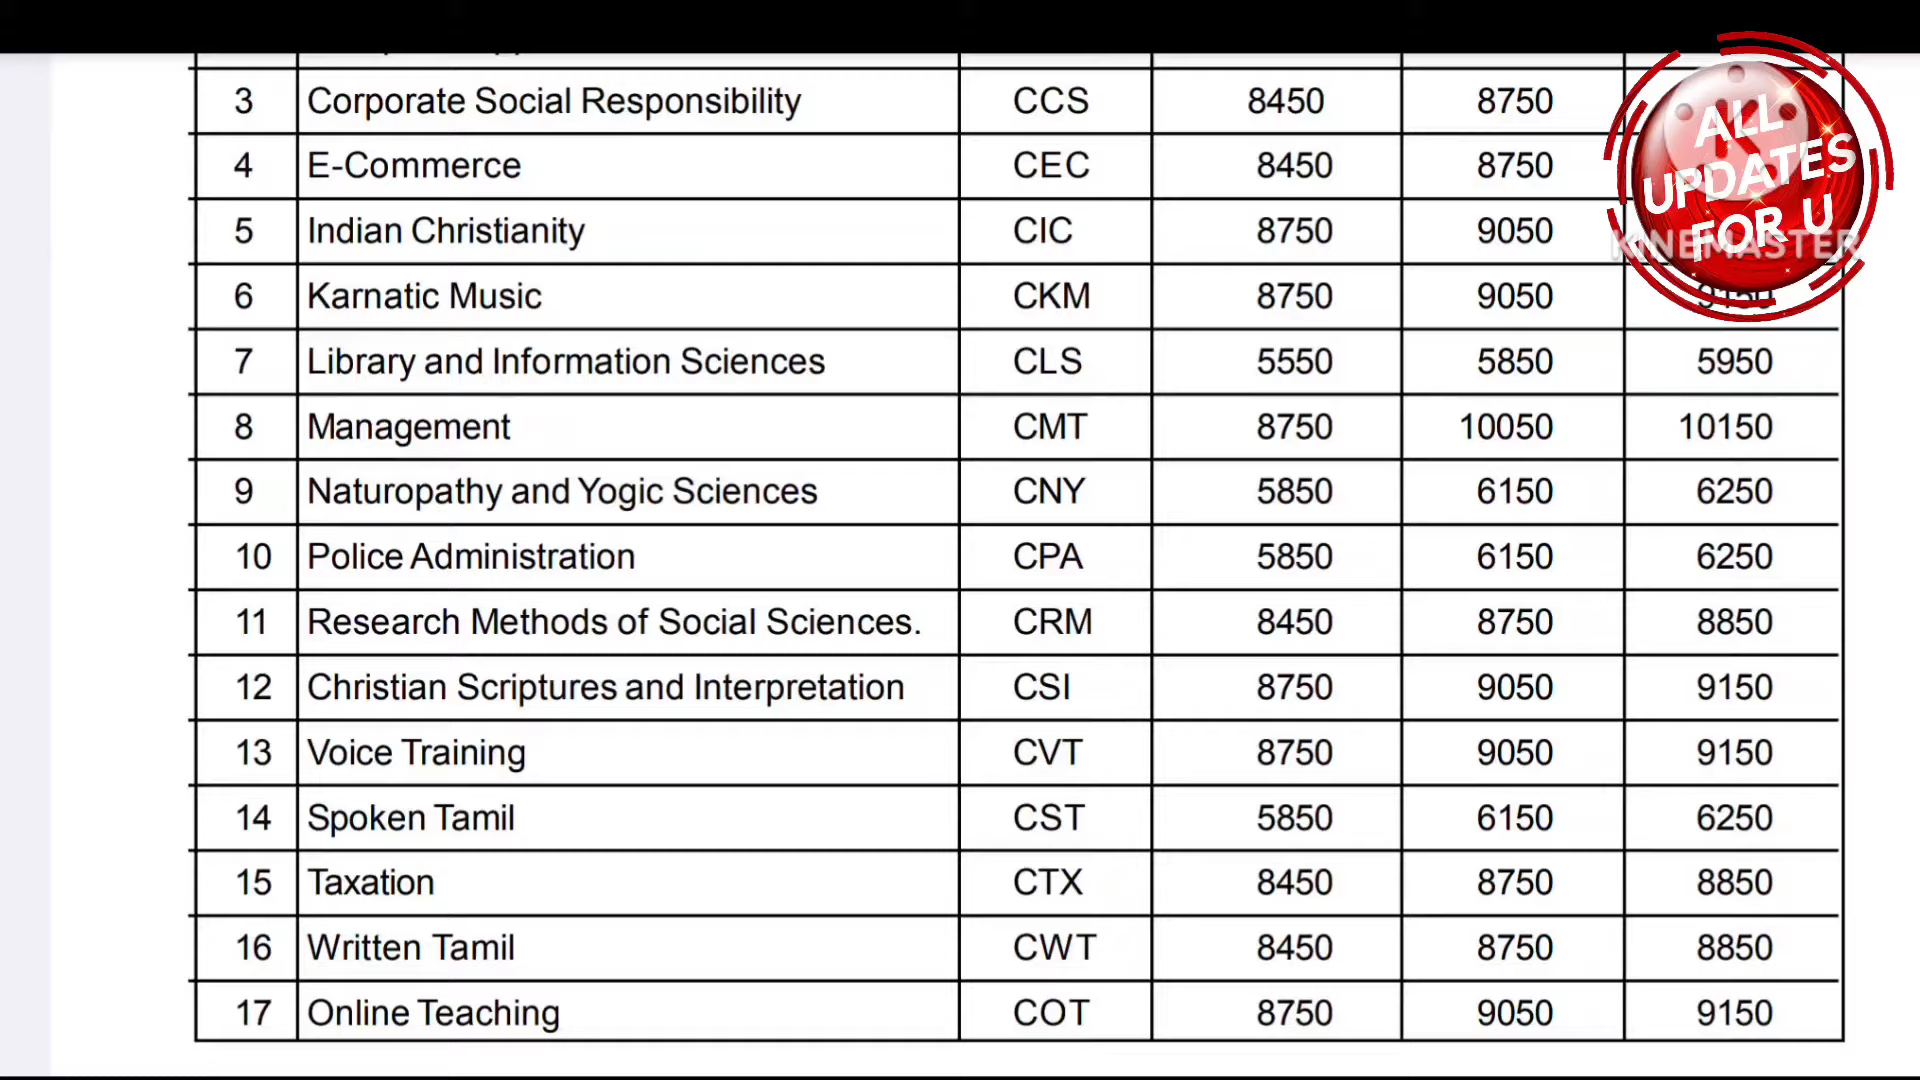 3 Corporate Social Responsibility CCS 8450 8750
4 E-Commerce CEC 8450 8750
5 Indian Christianity CIC 8750 9050
6 Karnatic Music CKM 8750 9050 9150
7 Library and Information Sciences CLS 5550 5850 5950
8 Management CMT 8750 10050 10150
9 Naturopathy and Yogic Sciences CNY 5850 6150 6250
10 Police Administration CPA 5850 6150 6250
11 Research Methods of Social Sciences. CRM 8450 8750 8850
12 Christian Scriptures and Interpretation CSI 8750 9050 9150
13 Voice Training CVT 8750 9050 9150
14 Spoken Tamil CST 5850 6150 6250
15 Taxation CTX 8450 8750 8850
16 Written Tamil CWT 8450 8750 8850
17 Online Teaching COT 8750 9050 9150
ALL
UPDATES
FOR U
KINEMASTER